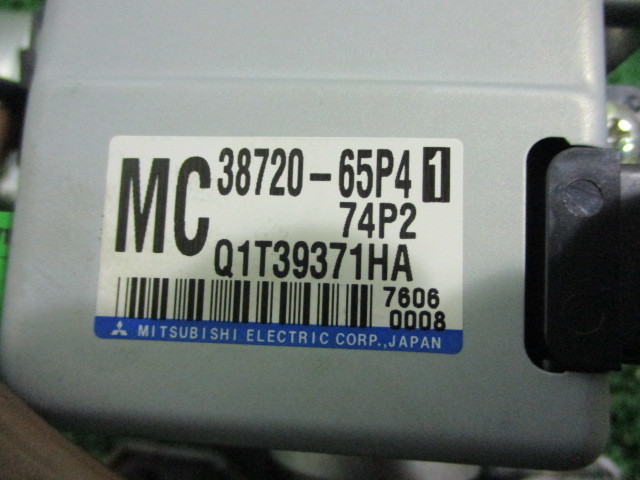 MC 38720-65P4 1
74P2
Q1T39371HA
7606
0008
MITSUBISHI ELECTRIC CORP.,JAPAN